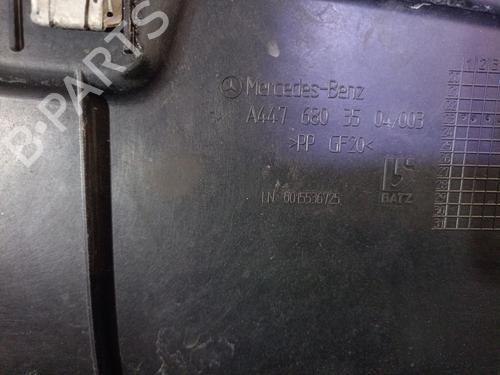 Mercedes-Benz
A447 680 35 04/003
>PP GF20<
LN 0015536725
BATZ
B-PARTS